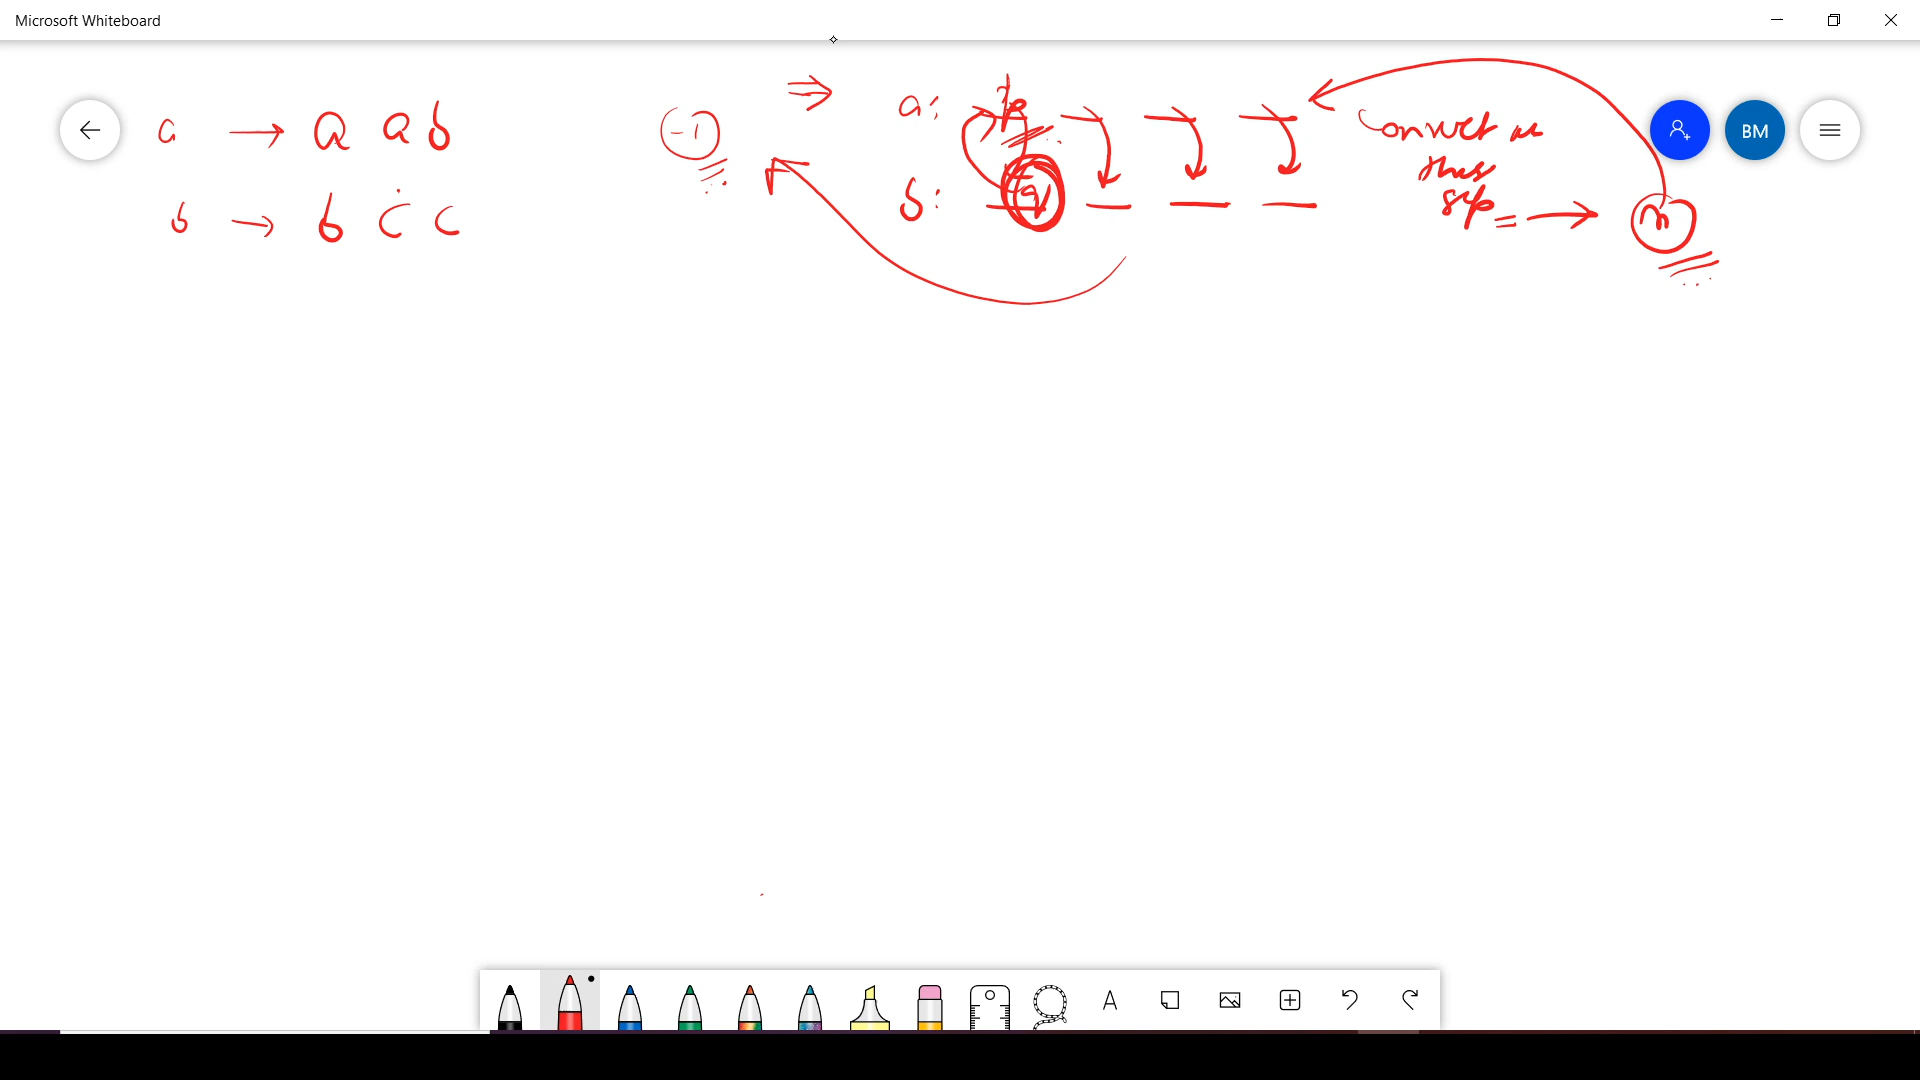 Microsoft Whiteboard
a → a a b
b → b c c
-1
⇒ a:
b:
Convert in
this
step = → n
BM